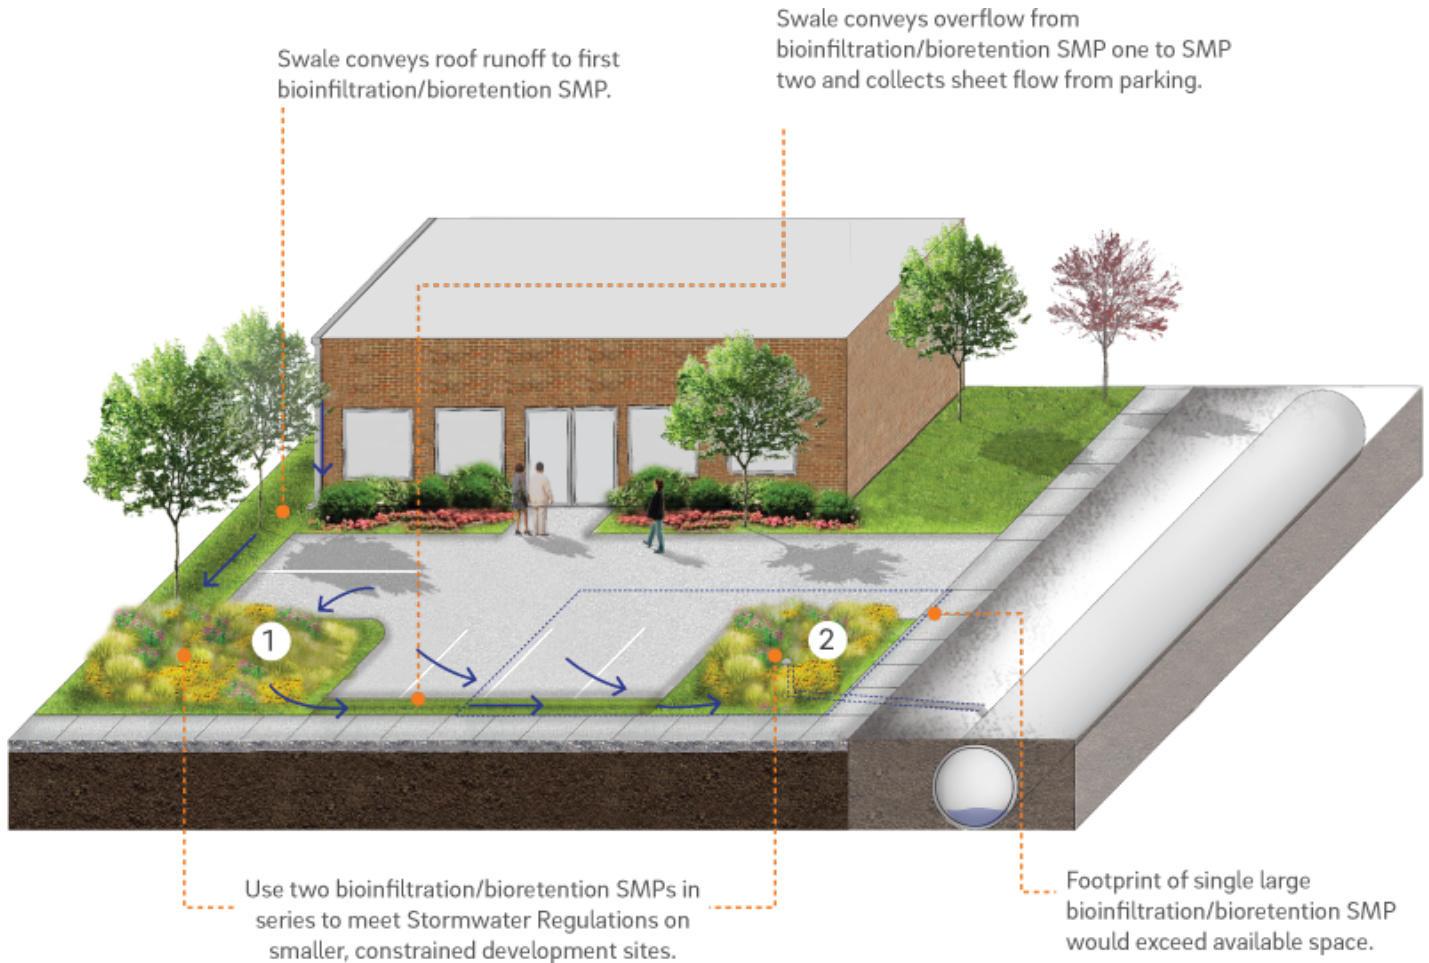 Swale conveys roof runoff to first
bioinfiltration/bioretention SMP.
Swale conveys overflow from
bioinfiltration/bioretention SMP one to SMP
two and collects sheet flow from parking.
1
2
Use two bioinfiltration/bioretention SMPs in
series to meet Stormwater Regulations on
smaller, constrained development sites.
Footprint of single large
bioinfiltration/bioretention SMP
would exceed available space.